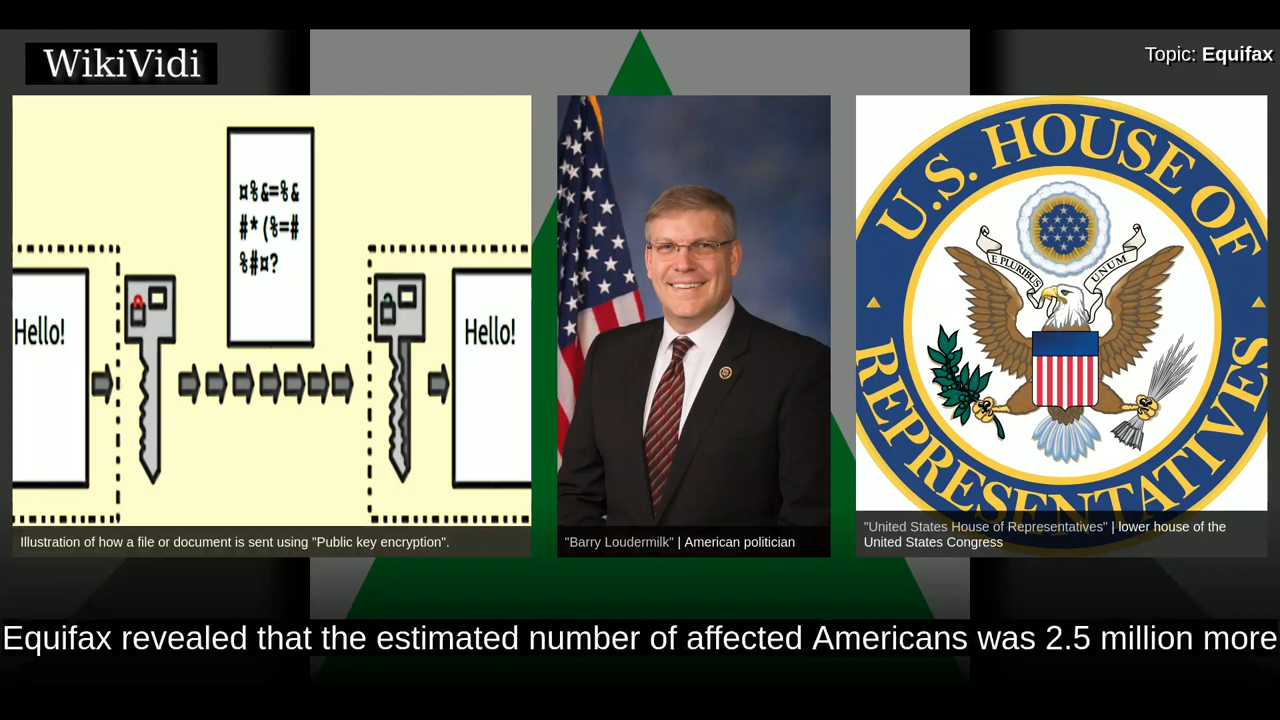 WikiVidi
Topic: Equifax
¤%&=%&
#*(%=#
%#¤?
Hello!
Hello!
U.S. HOUSE OF
E PLURIBUS UNUM
REPRESENTATIVES
Illustration of how a file or document is sent using "Public key encryption".
"Barry Loudermilk" | American politician
"United States House of Representatives" | lower house of the
United States Congress
Equifax revealed that the estimated number of affected Americans was 2.5 million more